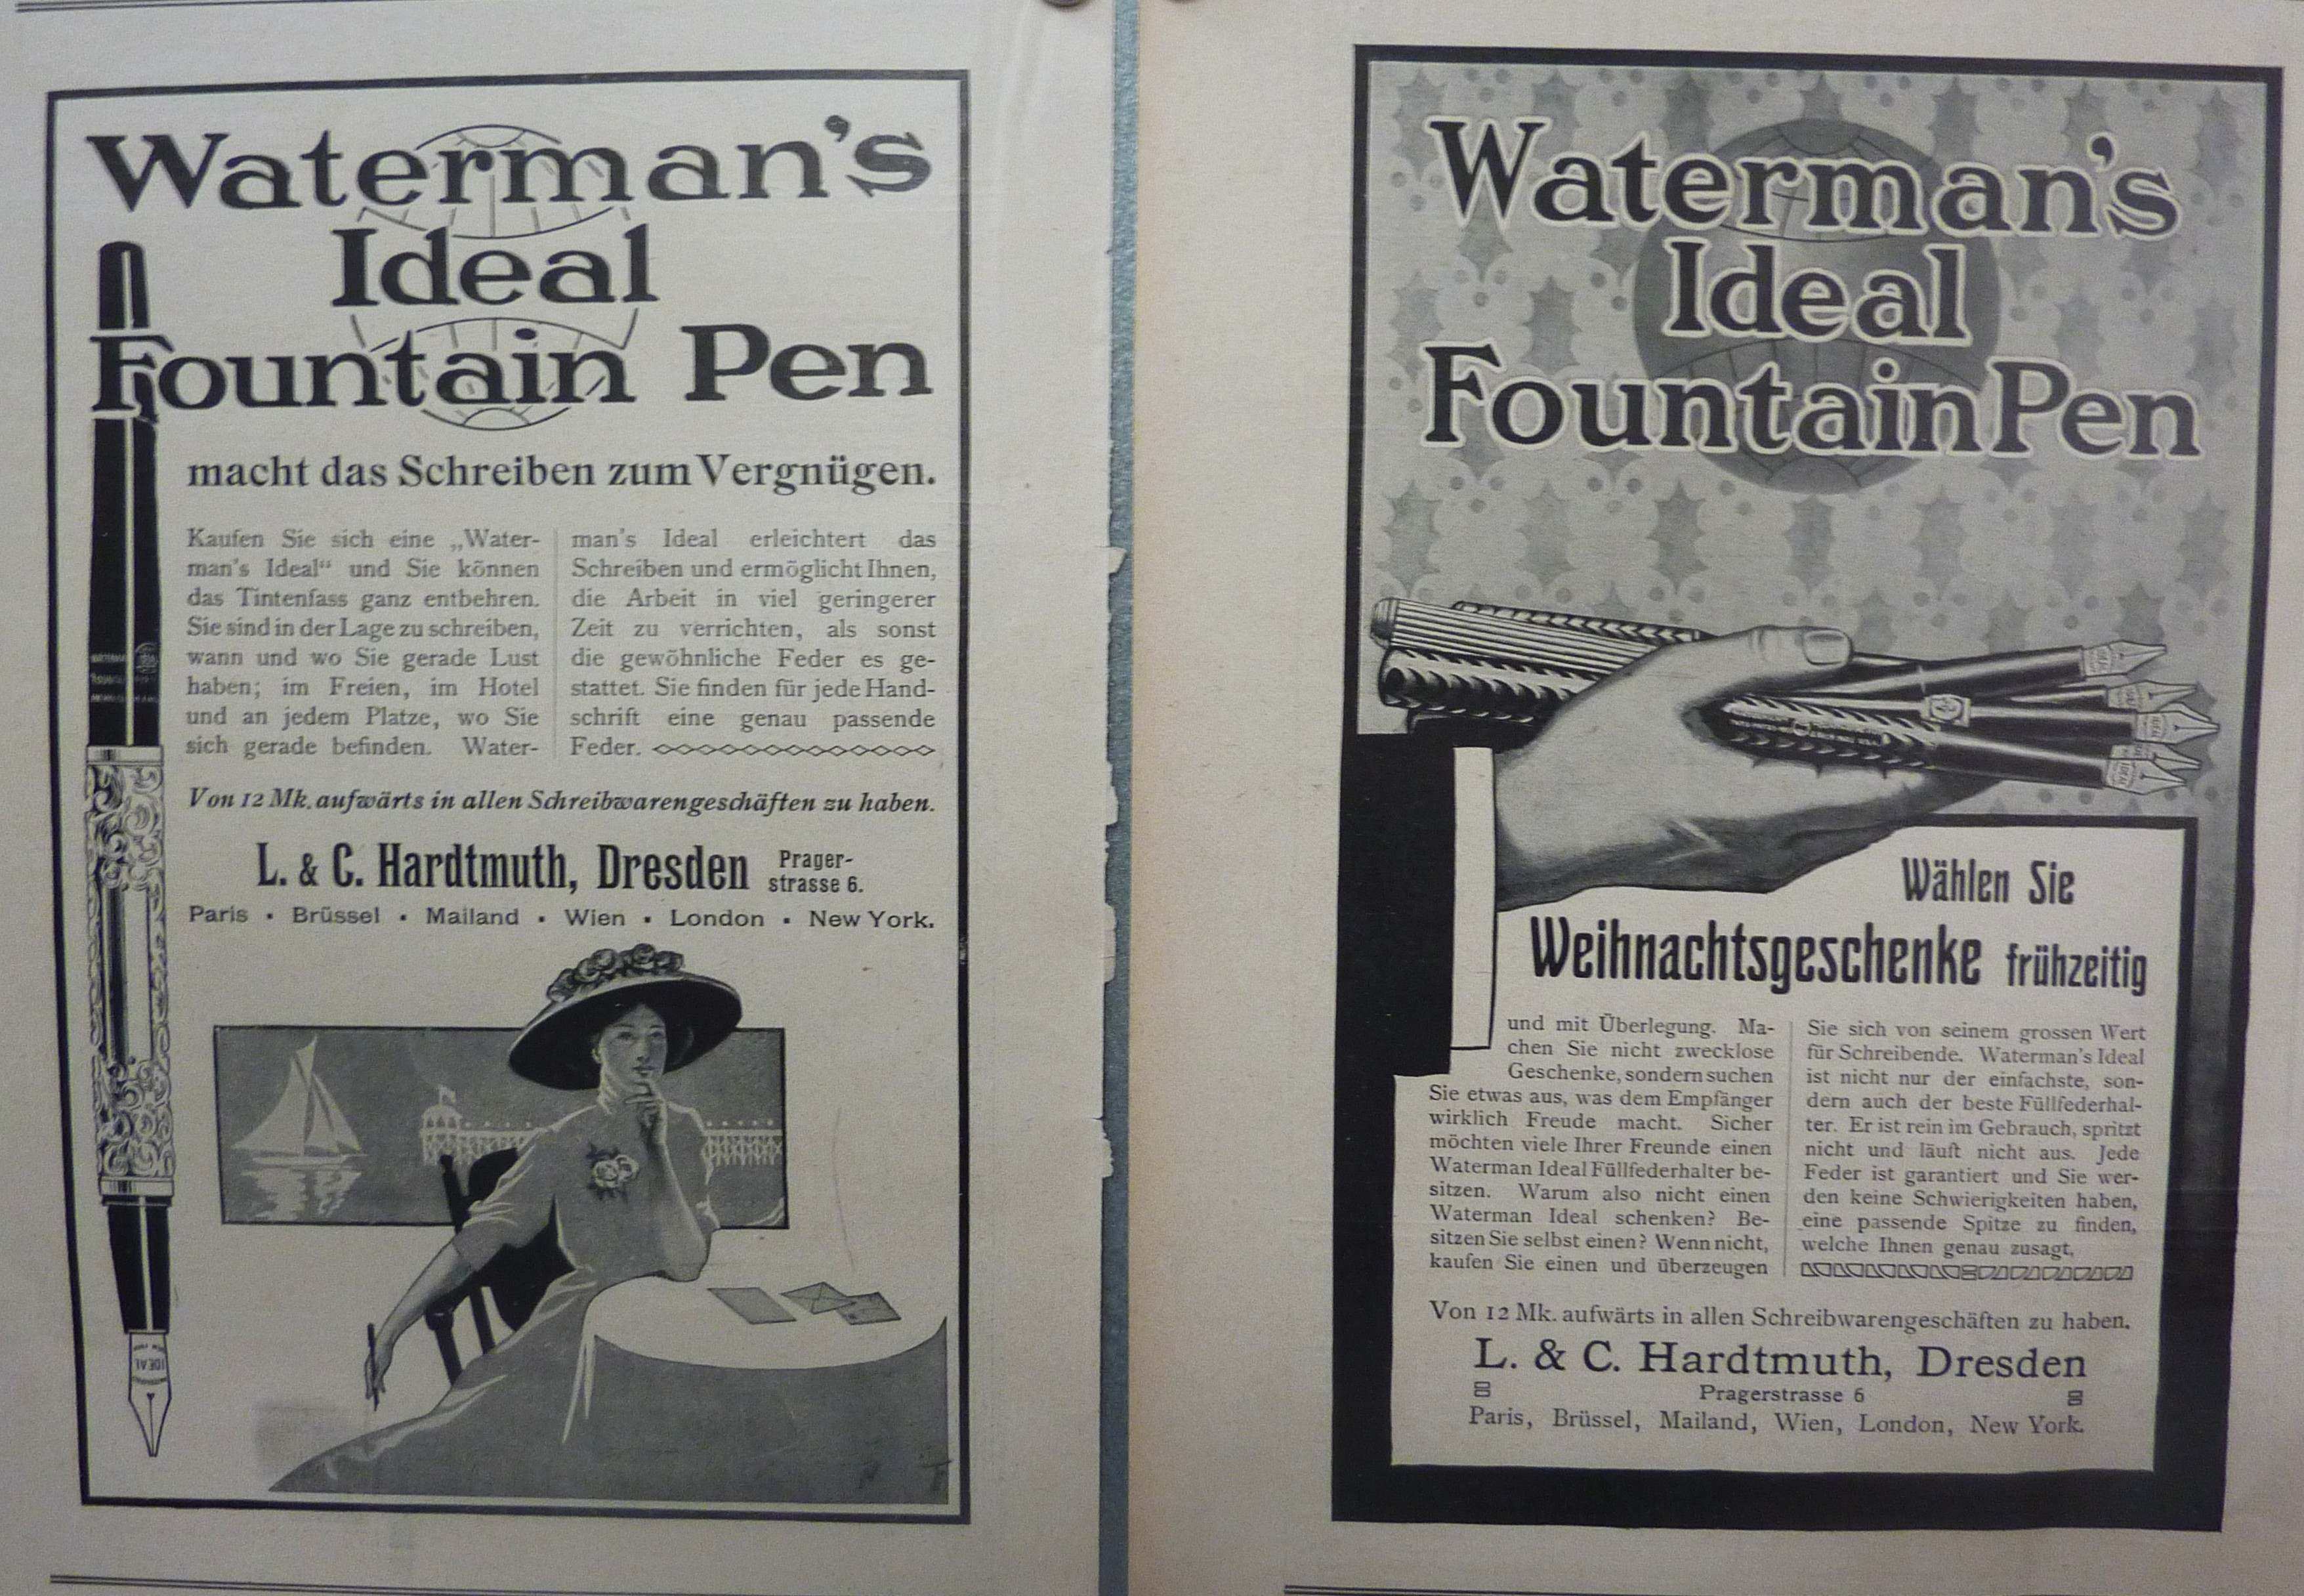 Waterman's
Ideal
Fountain Pen
macht das Schreiben zum Vergnügen.
Kaufen Sie sich eine „Water-
man's Ideal“ und Sie können
das Tintenfass ganz entbehren.
Sie sind in der Lage zu schreiben,
wann und wo Sie gerade Lust
haben; im Freien, im Hotel
und an jedem Platze, wo Sie
sich gerade befinden. Water-
man's Ideal erleichtert das
Schreiben und ermöglicht Ihnen,
die Arbeit in viel geringerer
Zeit zu verrichten, als sonst
die gewöhnliche Feder es ge-
stattet. Sie finden für jede Hand-
schrift eine genau passende
Feder.
Von 12 Mk. aufwärts in allen Schreibwarengeschäften zu haben.
L. & C. Hardtmuth, Dresden Prager-
strasse 6.
Paris · Brüssel · Mailand · Wien · London · New York.
IDEAL
Waterman's
Ideal
Fountain Pen
Wählen Sie
Weihnachtsgeschenke frühzeitig
und mit Überlegung. Ma-
chen Sie nicht zwecklose
Geschenke, sondern suchen
Sie etwas aus, was dem Empfänger
wirklich Freude macht. Sicher
möchten viele Ihrer Freunde einen
Waterman Ideal Füllfederhalter be-
sitzen. Warum also nicht einen
Waterman Ideal schenken? Be-
sitzen Sie selbst einen? Wenn nicht,
kaufen Sie einen und überzeugen
Sie sich von seinem grossen Wert
für Schreibende. Waterman's Ideal
ist nicht nur der einfachste, son-
dern auch der beste Füllfederhal-
ter. Er ist rein im Gebrauch, spritzt
nicht und läuft nicht aus. Jede
Feder ist garantiert und Sie wer-
den keine Schwierigkeiten haben,
eine passende Spitze zu finden,
welche Ihnen genau zusagt,
Von 12 Mk. aufwärts in allen Schreibwarengeschäften zu haben.
L. & C. Hardtmuth, Dresden
Pragerstrasse 6
Paris, Brüssel, Mailand, Wien, London, New York.